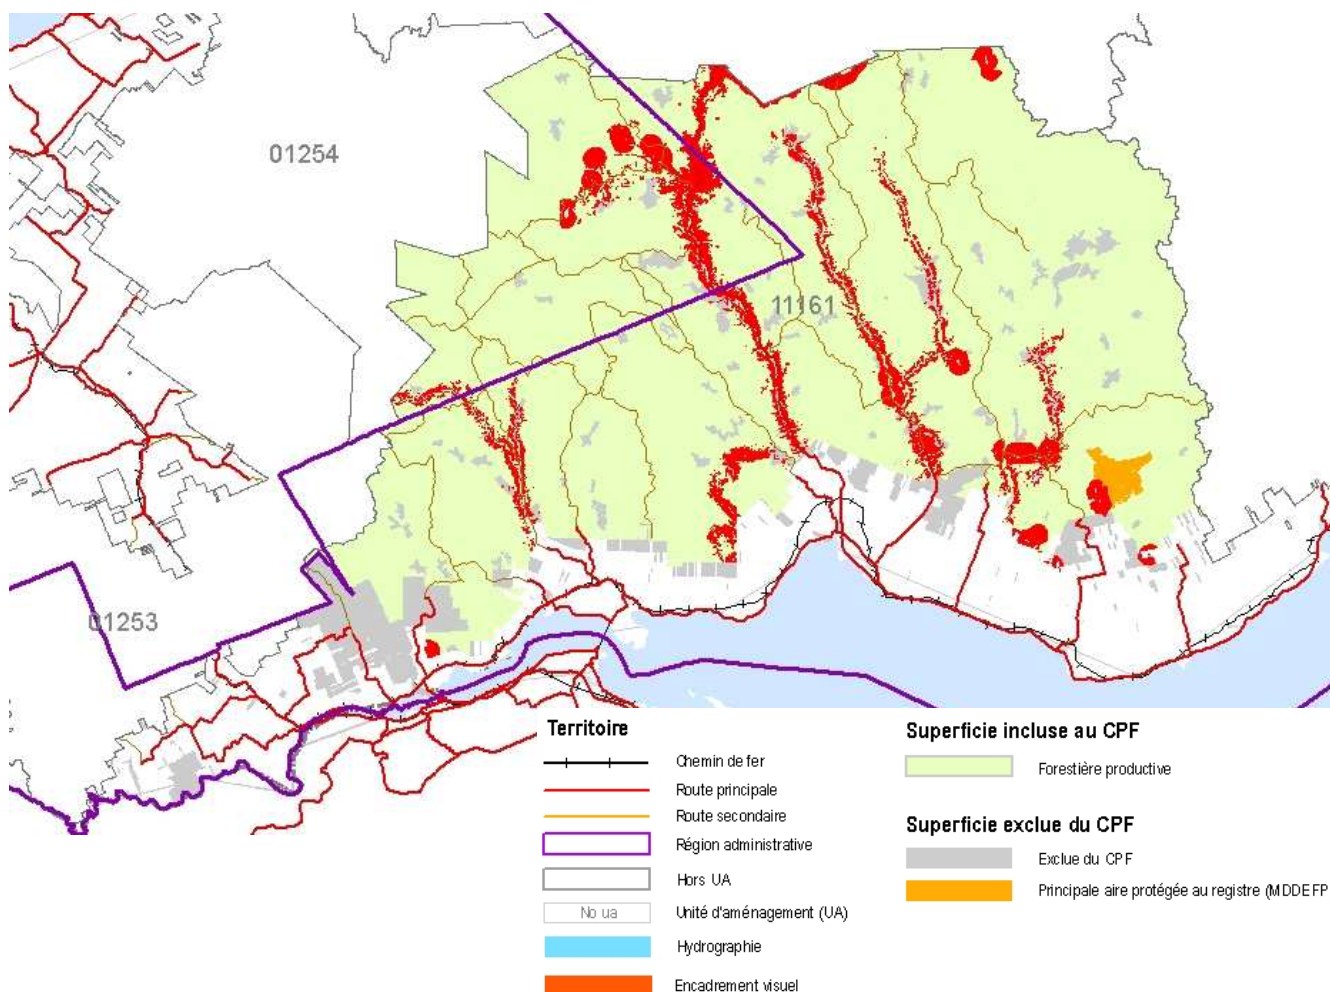 01254
11161
01253
Territoire
Chemin de fer
Route principale
Route secondaire
Région administrative
Hors UA
No ua
Unité d'aménagement (UA)
Hydrographie
Encadrement visuel
Superficie incluse au CPF
Forestière productive
Superficie exclue du CPF
Exclue du CPF
Principale aire protégée au registre (MDDEFP